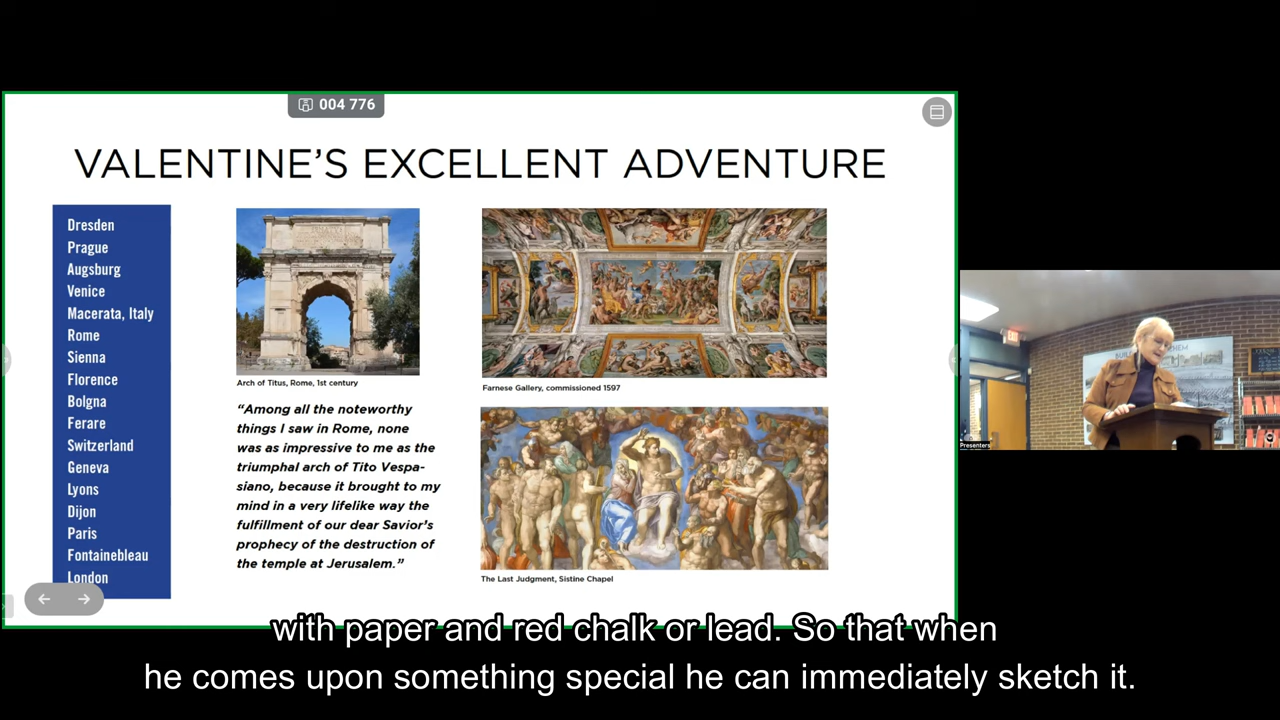 004 776
VALENTINE'S EXCELLENT ADVENTURE
Dresden
Prague
Augsburg
Venice
Macerata, Italy
Rome
Sienna
Florence
Bolgna
Ferare
Switzerland
Geneva
Lyons
Dijon
Paris
Fontainebleau
London
Arch of Titus, Rome, 1st century
“Among all the noteworthy
things I saw in Rome, none
was as impressive to me as the
triumphal arch of Tito Vespa-
siano, because it brought to my
mind in a very lifelike way the
fulfillment of our dear Savior's
prophecy of the destruction of
the temple at Jerusalem.”
Farnese Gallery, commissioned 1597
The Last Judgment, Sistine Chapel
EXIT
Presenters
with paper and red chalk or lead. So that when
he comes upon something special he can immediately sketch it.